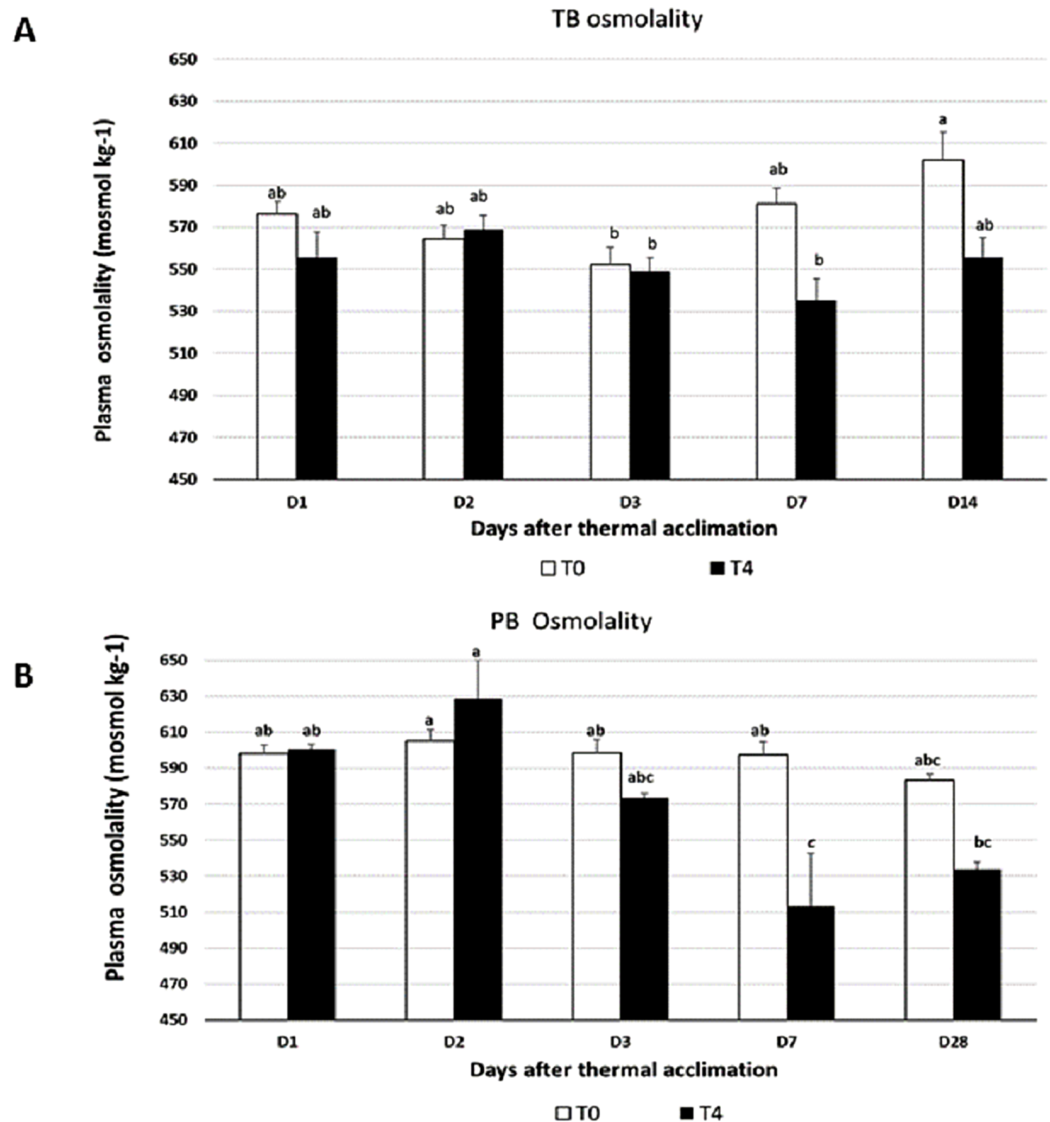 A
TB osmolality
Plasma osmolality (mosmol kg-1)
650
630
610
590
570
550
530
510
490
470
450
ab
ab
ab
ab
b
b
ab
b
a
ab
D1
D2
D3
D7
D14
Days after thermal acclimation
T0
T4
B
PB Osmolality
Plasma osmolality (mosmol kg-1)
650
630
610
590
570
550
530
510
490
470
450
ab
ab
a
a
ab
abc
ab
c
abc
bc
D1
D2
D3
D7
D28
Days after thermal acclimation
T0
T4